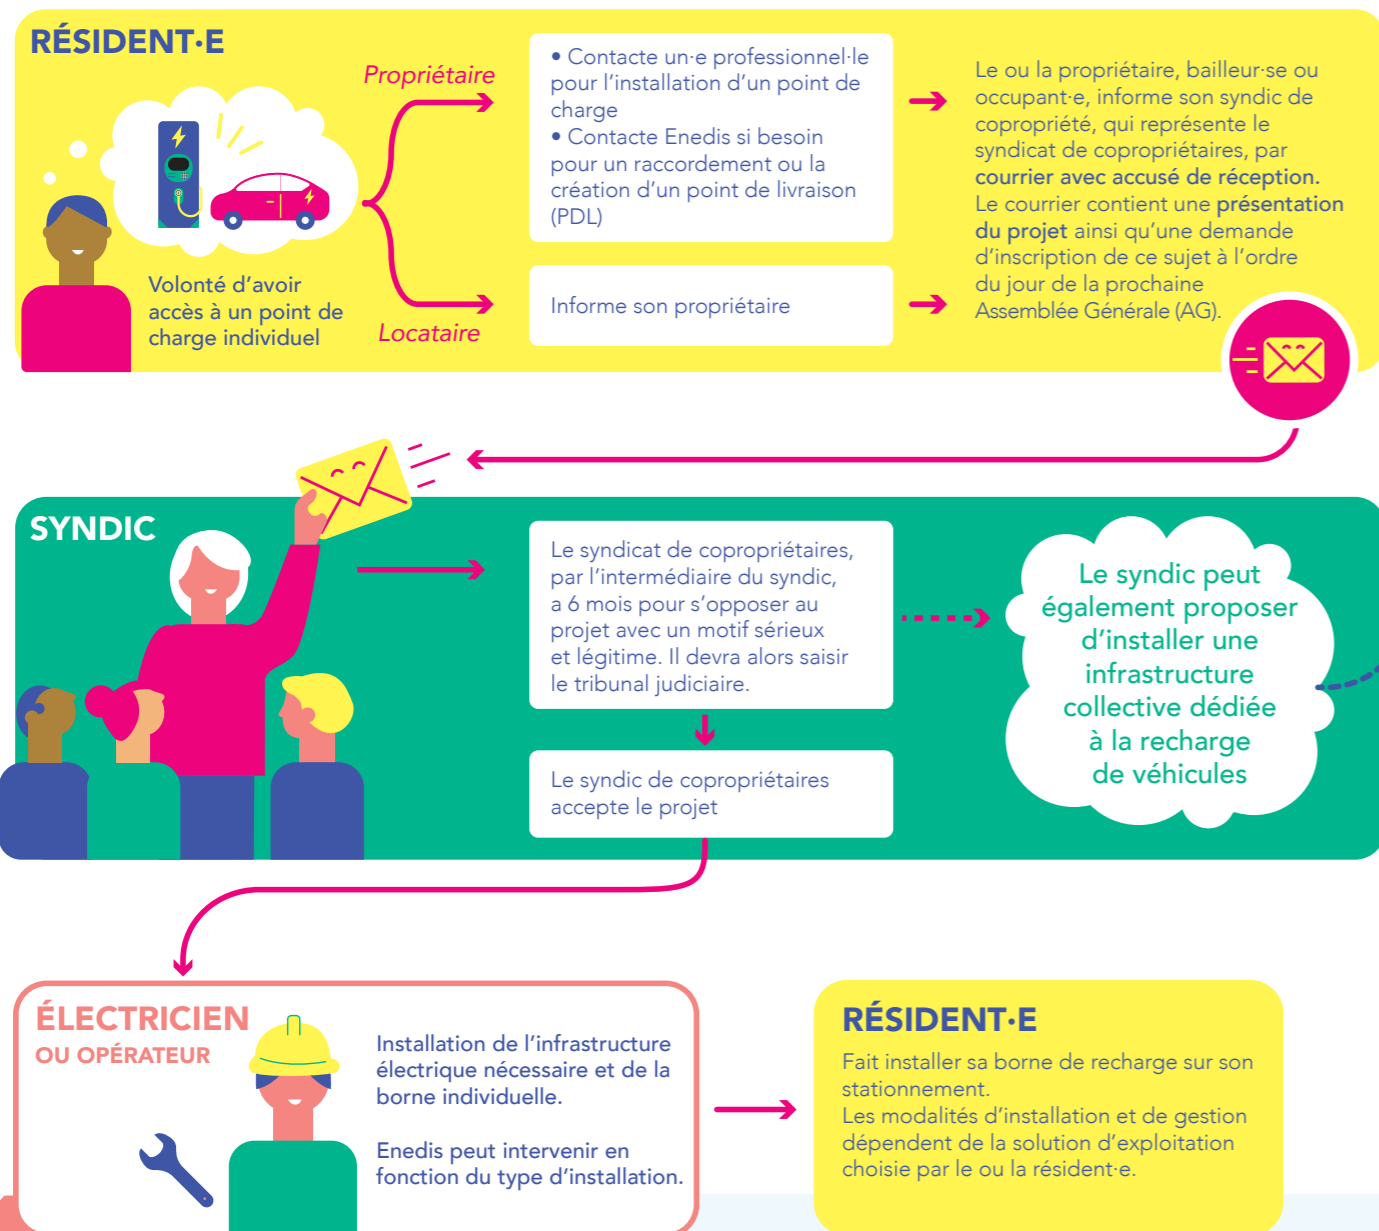 RÉSIDENT·E
Propriétaire
• Contacte un·e professionnel·le
pour l'installation d'un point de
charge
• Contacte Enedis si besoin
pour un raccordement ou la
création d'un point de livraison
(PDL)
Le ou la propriétaire, bailleur·se ou
occupant·e, informe son syndic de
copropriété, qui représente le
syndicat de copropriétaires, par
courrier avec accusé de réception.
Le courrier contient une présentation
du projet ainsi qu'une demande
d'inscription de ce sujet à l'ordre
du jour de la prochaine
Assemblée Générale (AG).
Volonté d'avoir
accès à un point de
charge individuel
Locataire
Informe son propriétaire
SYNDIC
Le syndicat de copropriétaires,
par l'intermédiaire du syndic,
a 6 mois pour s'opposer au
projet avec un motif sérieux
et légitime. Il devra alors saisir
le tribunal judiciaire.
Le syndic peut
également proposer
d'installer une
infrastructure
collective dédiée
à la recharge
de véhicules
Le syndic de copropriétaires
accepte le projet
ÉLECTRICIEN
OU OPÉRATEUR
Installation de l'infrastructure
électrique nécessaire et de la
borne individuelle.
Enedis peut intervenir en
fonction du type d'installation.
RÉSIDENT·E
Fait installer sa borne de recharge sur son
stationnement.
Les modalités d'installation et de gestion
dépendent de la solution d'exploitation
choisie par le ou la résident·e.